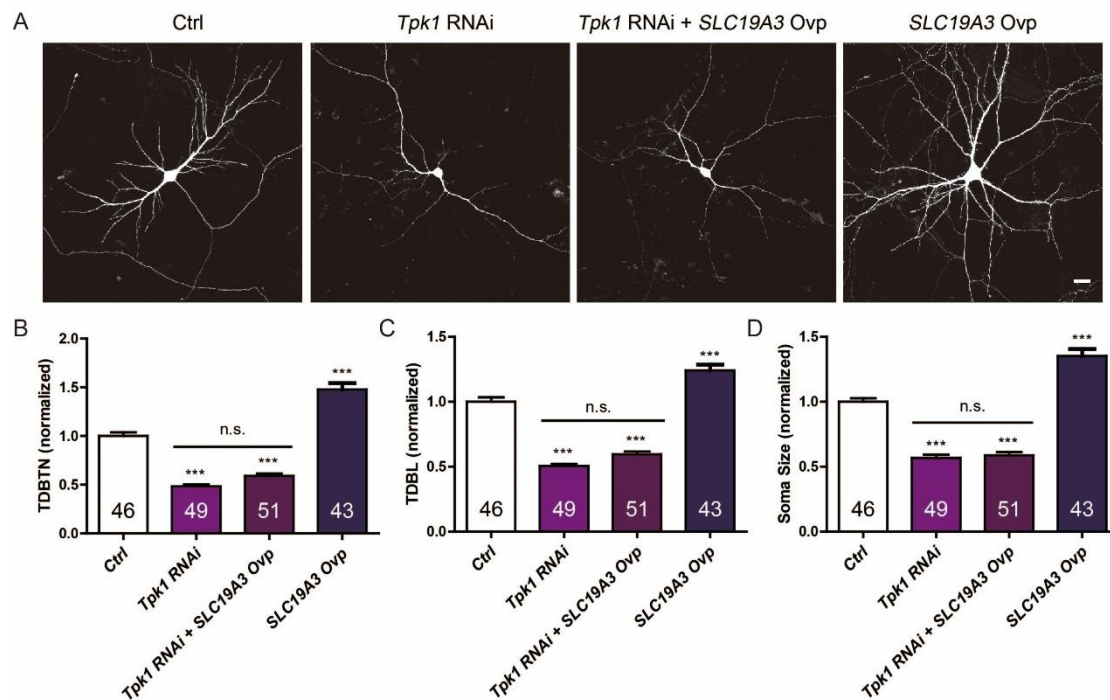 A
Ctrl
Tpk1 RNAi
Tpk1 RNAi + SLC19A3 Ovp
SLC19A3 Ovp
B
TDBTN (normalized)
2.0
1.5
1.0
0.5
0.0
***
n.s.
***
***
46
49
51
43
Ctrl
Tpk1 RNAi
Tpk1 RNAi + SLC19A3 Ovp
SLC19A3 Ovp
C
TDBL (normalized)
1.5
1.0
0.5
0.0
***
n.s.
***
***
46
49
51
43
Ctrl
Tpk1 RNAi
Tpk1 RNAi + SLC19A3 Ovp
SLC19A3 Ovp
D
Soma Size (normalized)
1.5
1.0
0.5
0.0
***
n.s.
***
***
46
49
51
43
Ctrl
Tpk1 RNAi
Tpk1 RNAi + SLC19A3 Ovp
SLC19A3 Ovp